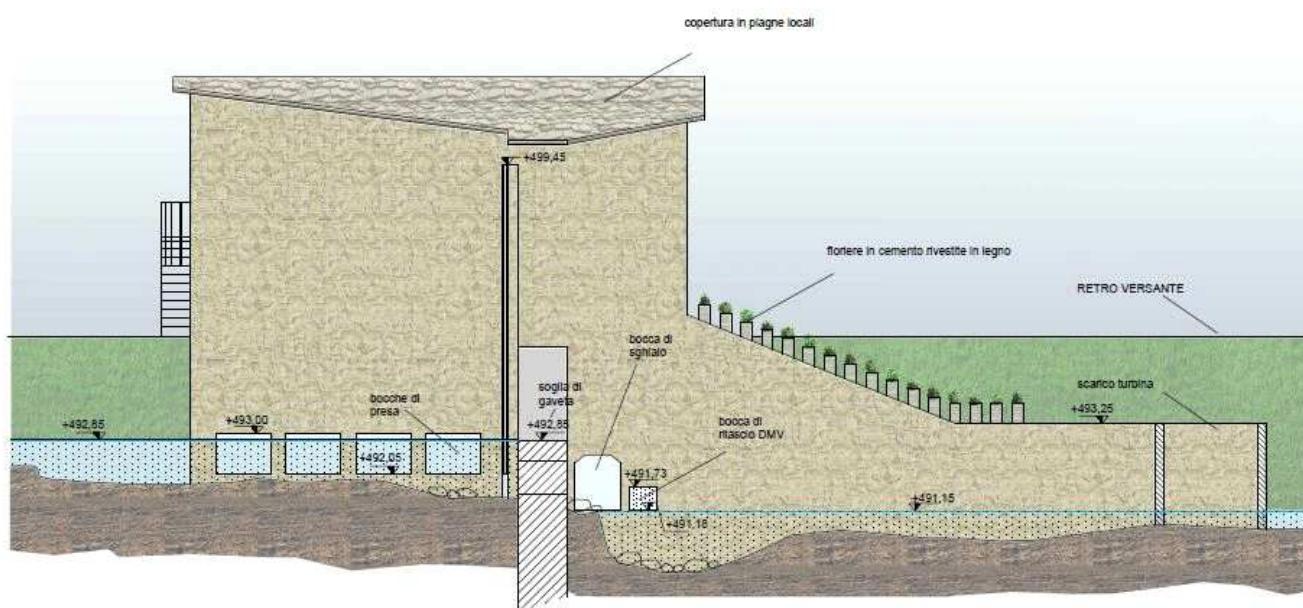 copertura in piagne locali
+499,45
fioriere in cemento rivestite in legno
RETRO VERSANTE
bocca di
sghiaio
scarico turbina
soglia di
gaveta
bocche di
presa
+493,00
bocca di
rilascio DMV
+493,25
+492,85
+492,85
+492,05
+491,73
+491,15
+491,18